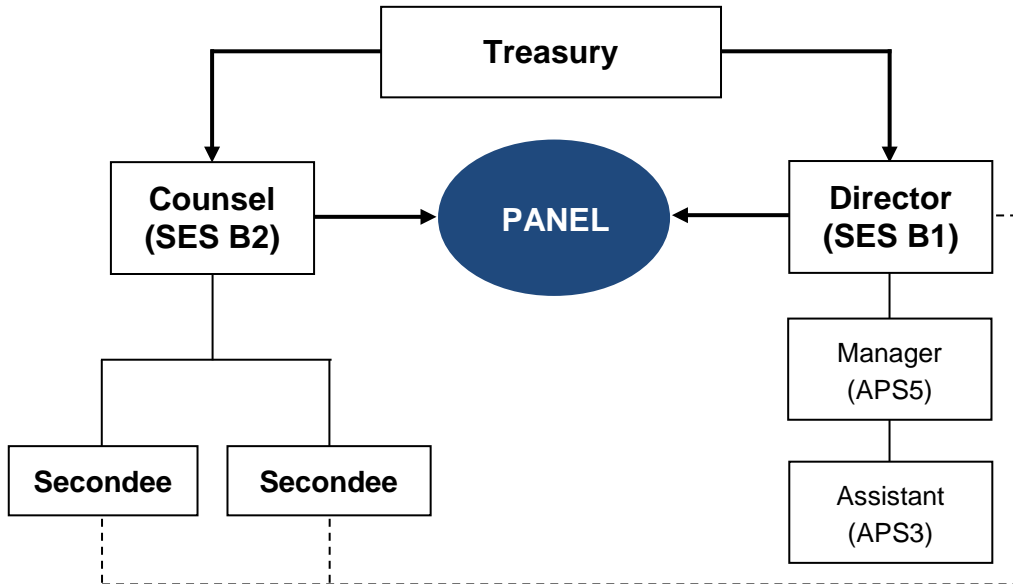 Treasury
Counsel
(SES B2)
PANEL
Director
(SES B1)
Manager
(APS5)
Secondee
Secondee
Assistant
(APS3)